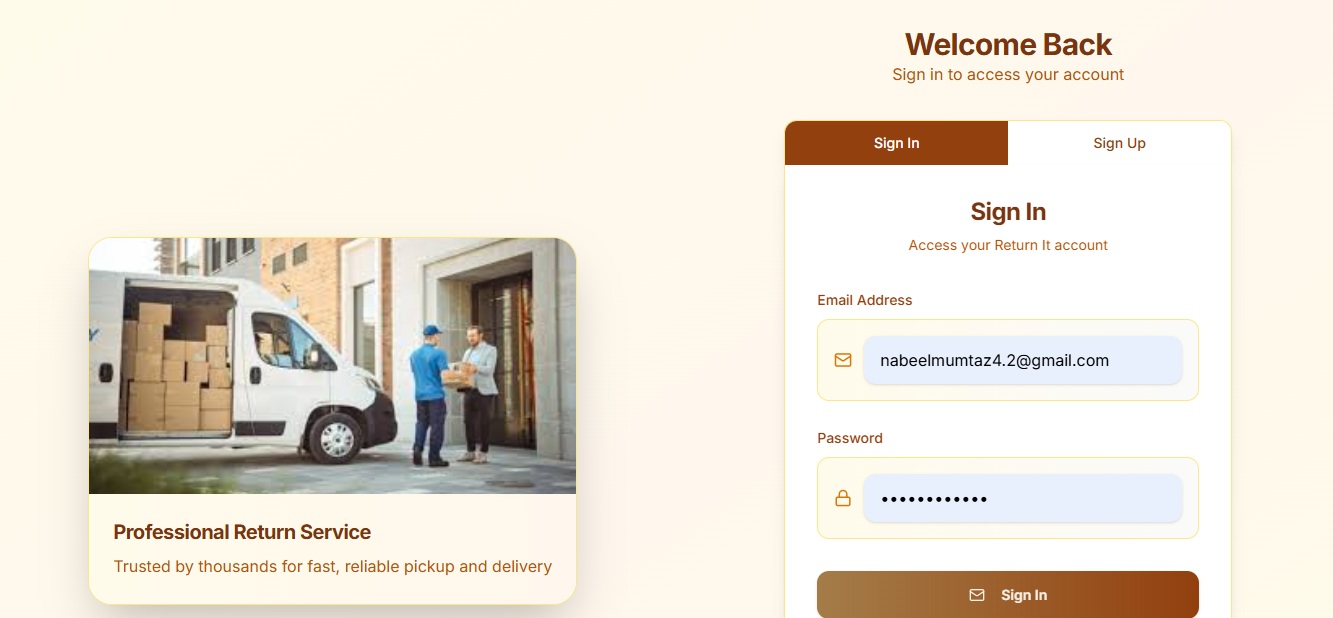 Welcome Back
Sign in to access your account
Sign In
Sign Up
Sign In
Access your Return It account
Email Address
nabeelmumtaz4.2@gmail.com
Password
••••••••••••
Sign In
Professional Return Service
Trusted by thousands for fast, reliable pickup and delivery